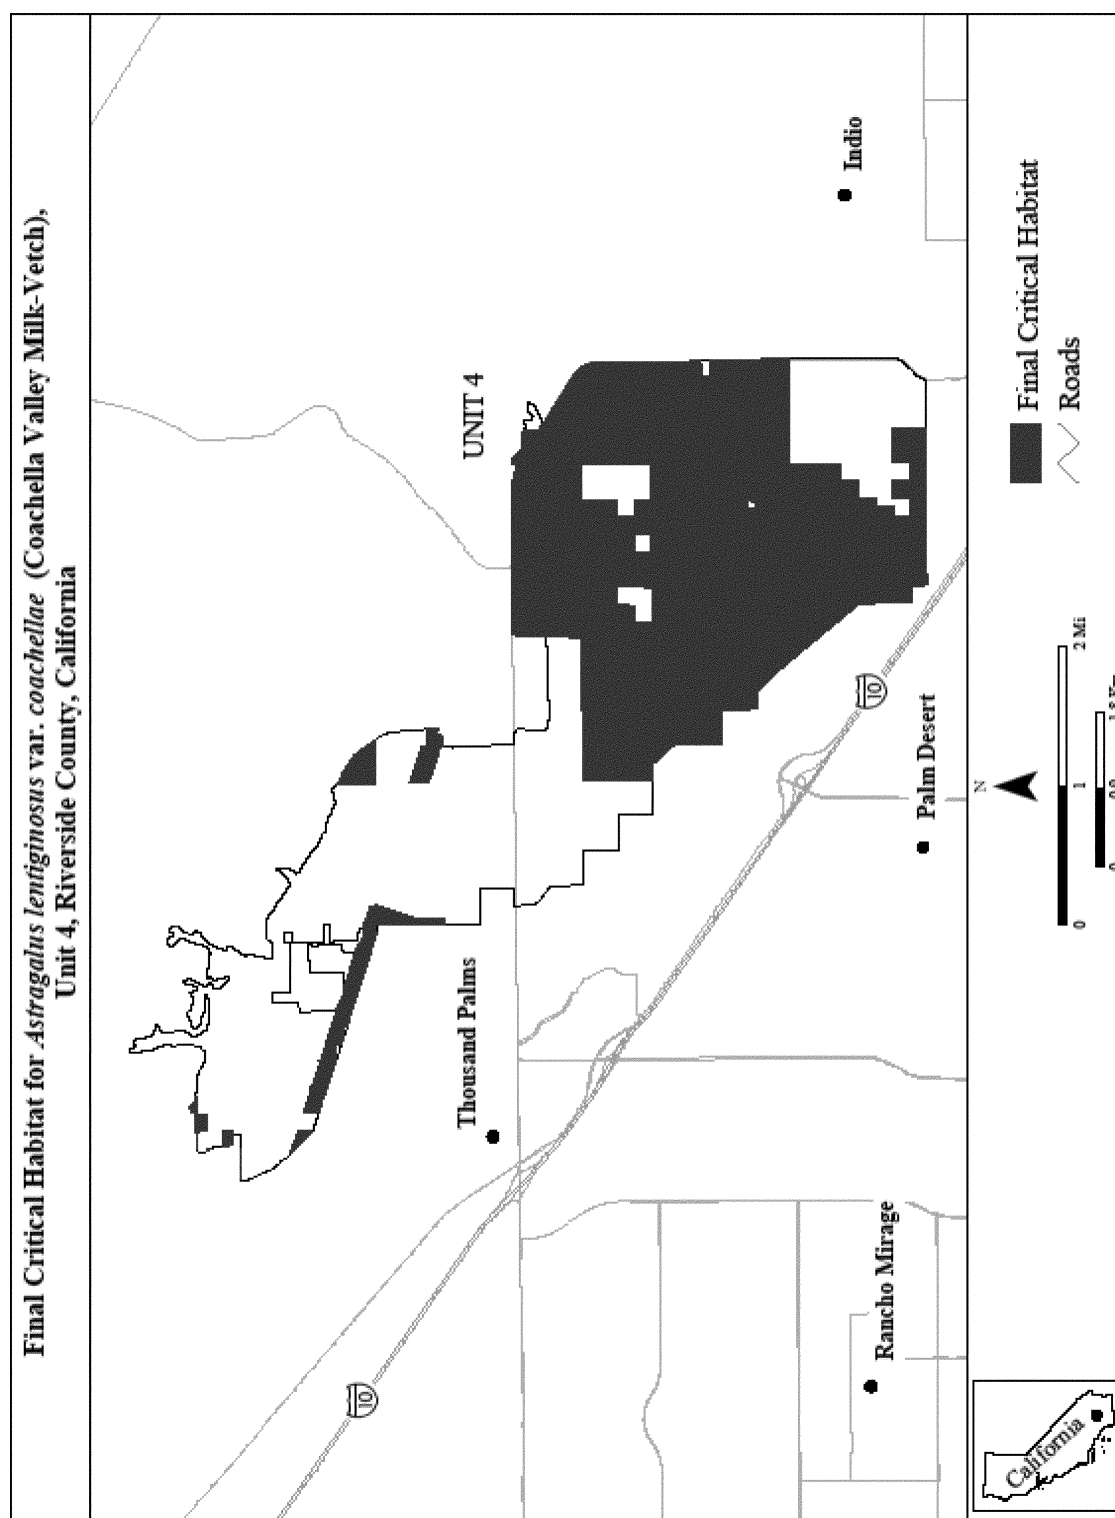 Final Critical Habitat for Astragalus lentiginosus var. coachellae (Coachella Valley Milk-Vetch),
Unit 4, Riverside County, California
UNIT 4
Indio
Thousand Palms
10
10
Palm Desert
Rancho Mirage
N
0 1 2 Mi
Final Critical Habitat
Roads
California